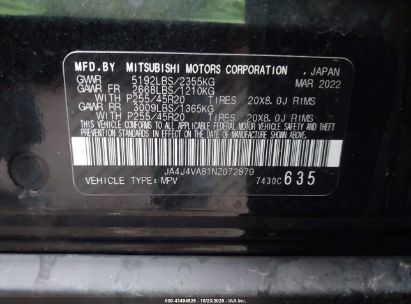 MFD.BY MITSUBISHI MOTORS CORPORATION, JAPAN
GVWR 5192LBS/2355KG MAR 2022
GAWR FR 2668LBS/1210KG
WITH P255/45R20 TIRES 20X8.0J RIMS
GAWR RR 3009LBS/1365KG
WITH P255/45R20 TIRES 20X8.0J RIMS
THIS VEHICLE CONFORMS TO ALL APPLICABLE FEDERAL MOTOR VEHICLE SAFETY AND THEFT
PREVENTION STANDARDS IN EFFECT ON THE DATE OF MANUFACTURE SHOWN ABOVE.
JA4J4VA81NZ072879
VEHICLE TYPE: MPV 7430C 635